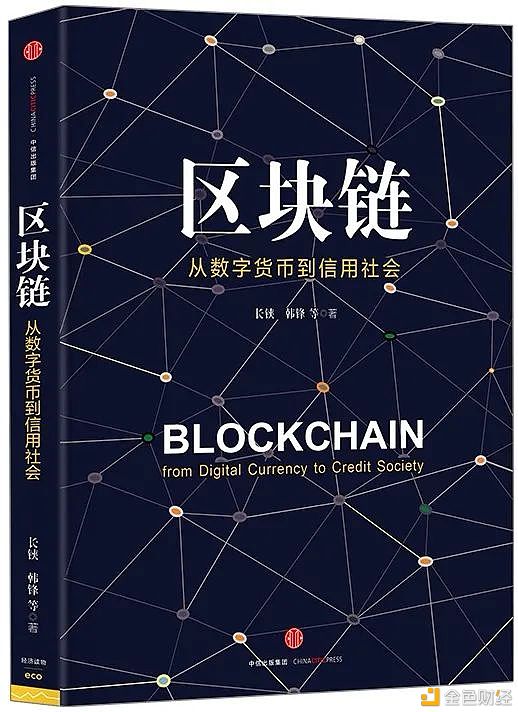 CHINA CITIC PRESS
中信出版集团
区块链
从数字货币到信用社会
长铗 韩锋 等◎著
经济读物
eco
区块链
从数字货币到信用社会
长铗 韩锋 等◎著
BLOCKCHAIN
from Digital Currency to Credit Society
中信出版集团 CHINA CITIC PRESS
金色财经